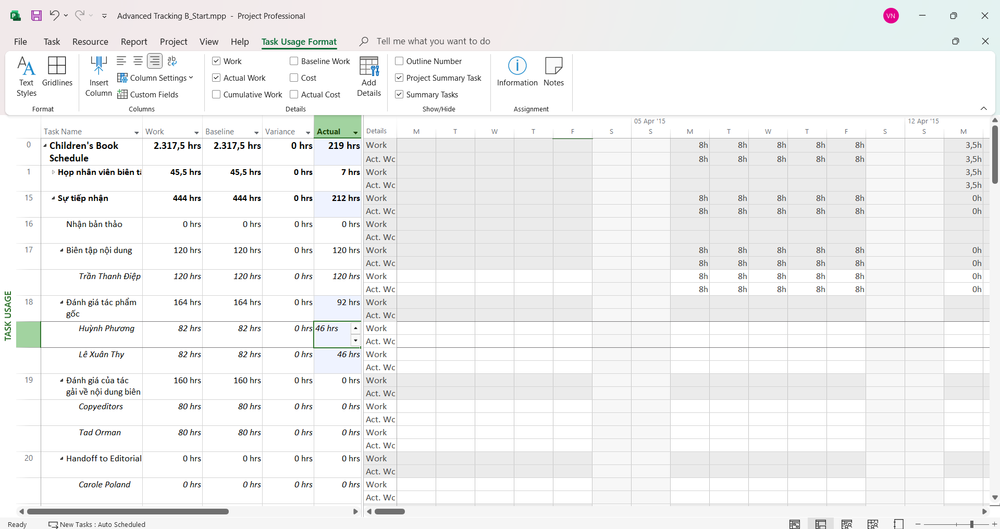 Advanced Tracking B_Start.mpp - Project Professional
VN
File Task Resource Report Project View Help Task Usage Format Tell me what you want to do
Text Styles
Gridlines
Format
Insert Column
Column Settings
Custom Fields
Columns
Work
Actual Work
Cumulative Work
Baseline Work
Cost
Actual Cost
Add Details
Details
Outline Number
Project Summary Task
Summary Tasks
Show/Hide
Information
Notes
Assignment
05 Apr '15 12 Apr '15
Task Name Work Baseline Variance Actual Details M T W T F S S M T W T F S S M
0 Children's Book Schedule 2.317,5 hrs 2.317,5 hrs 0 hrs 219 hrs Work 8h 8h 8h 8h 8h 3,5h
Act. Wc 8h 8h 8h 8h 8h 3,5h
1 Họp nhân viên biên tậ 45,5 hrs 45,5 hrs 0 hrs 7 hrs Work 3,5h
Act. Wc 3,5h
15 Sự tiếp nhận 444 hrs 444 hrs 0 hrs 212 hrs Work 8h 8h 8h 8h 8h 0h
Act. Wc 8h 8h 8h 8h 8h 0h
16 Nhận bản thảo 0 hrs 0 hrs 0 hrs 0 hrs Work
Act. Wc
17 Biên tập nội dung 120 hrs 120 hrs 0 hrs 120 hrs Work 8h 8h 8h 8h 8h 0h
Act. Wc 8h 8h 8h 8h 8h 0h
Trần Thanh Điệp 120 hrs 120 hrs 0 hrs 120 hrs Work 8h 8h 8h 8h 8h 0h
Act. Wc 8h 8h 8h 8h 8h 0h
18 Đánh giá tác phẩm gốc 164 hrs 164 hrs 0 hrs 92 hrs Work
Act. Wc
Huỳnh Phương 82 hrs 82 hrs 0 hrs 46 hrs Work
Act. Wc
Lê Xuân Thy 82 hrs 82 hrs 0 hrs 46 hrs Work
Act. Wc
19 Đánh giá của tác gải về nội dung biên 160 hrs 160 hrs 0 hrs 0 hrs Work
Act. Wc
Copyeditors 80 hrs 80 hrs 0 hrs 0 hrs Work
Act. Wc
Tad Orman 80 hrs 80 hrs 0 hrs 0 hrs Work
Act. Wc
20 Handoff to Editorial 0 hrs 0 hrs 0 hrs 0 hrs Work
Act. Wc
Carole Poland 0 hrs 0 hrs 0 hrs 0 hrs Work
Act. Wc
TASK USAGE
Ready New Tasks : Auto Scheduled